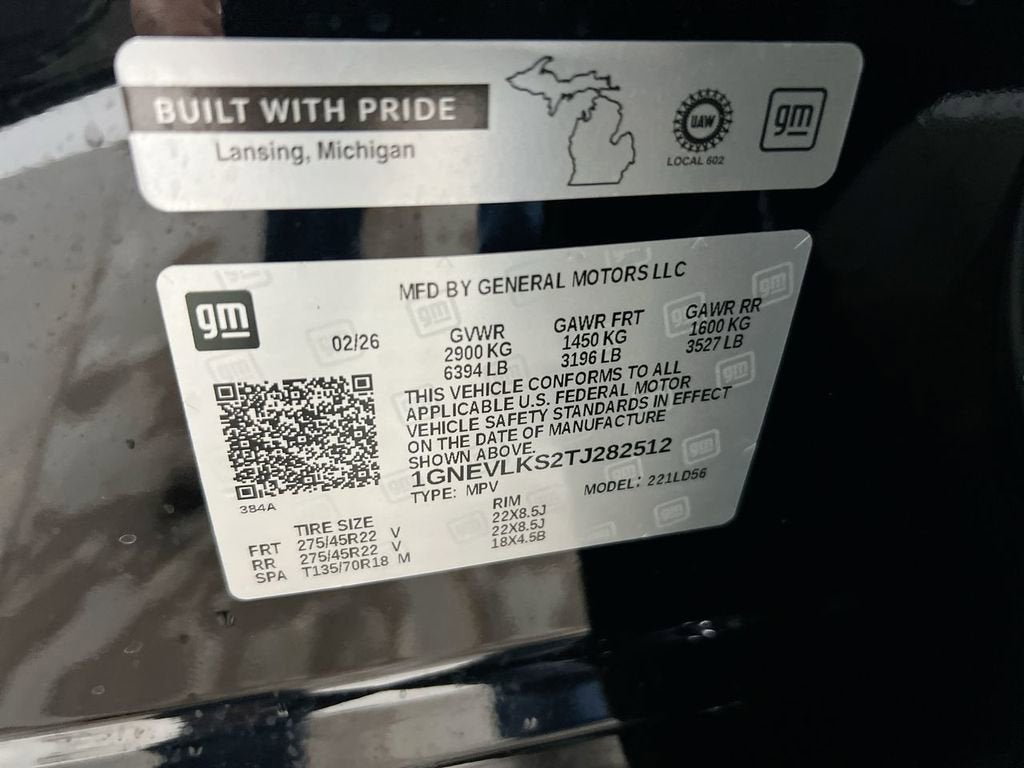 BUILT WITH PRIDE
Lansing, Michigan
UAW
LOCAL 602
gm
gm
MFD BY GENERAL MOTORS LLC
02/26
GVWR
2900 KG
6394 LB
GAWR FRT
1450 KG
3196 LB
GAWR RR
1600 KG
3527 LB
THIS VEHICLE CONFORMS TO ALL
APPLICABLE U.S. FEDERAL MOTOR
VEHICLE SAFETY STANDARDS IN EFFECT
ON THE DATE OF MANUFACTURE
SHOWN ABOVE.
1GNEVLKS2TJ282512
TYPE: MPV
MODEL: 221LD56
384A
TIRE SIZE RIM
FRT 275/45R22 V 22X8.5J
RR 275/45R22 V 22X8.5J
SPA T135/70R18 M 18X4.5B